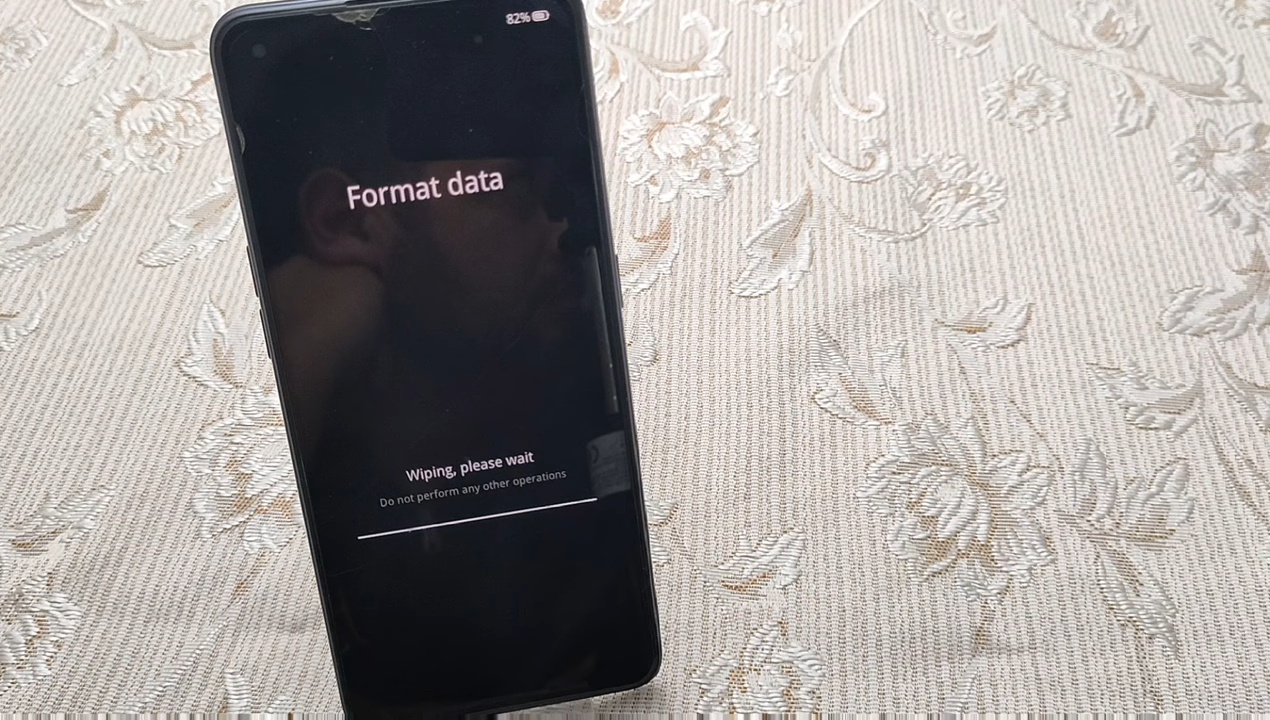 82%
Format data
Wiping, please wait
Do not perform any other operations